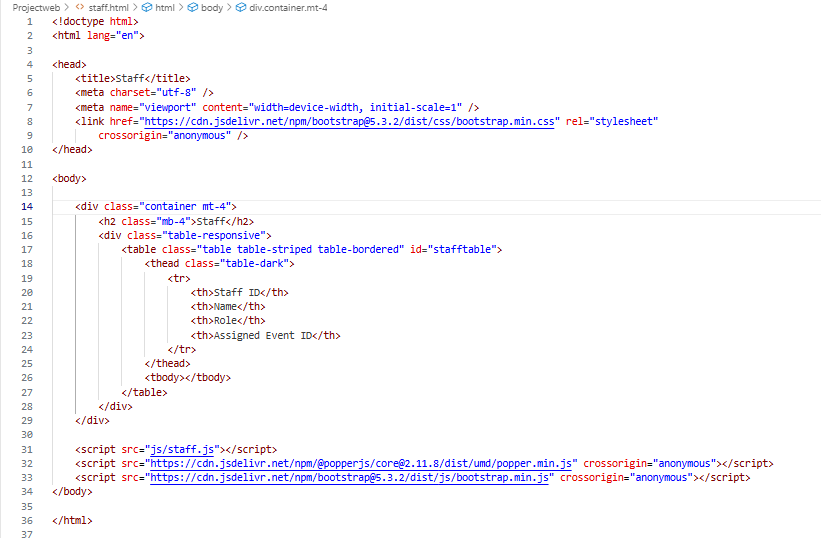 Projectweb > <> staff.html > html > body > div.container.mt-4
1 <!doctype html>
2 <html lang="en">
3
4 <head>
5 <title>Staff</title>
6 <meta charset="utf-8" />
7 <meta name="viewport" content="width=device-width, initial-scale=1" />
8 <link href="https://cdn.jsdelivr.net/npm/bootstrap@5.3.2/dist/css/bootstrap.min.css" rel="stylesheet"
9 crossorigin="anonymous" />
10 </head>
11
12 <body>
13
14 <div class="container mt-4">
15 <h2 class="mb-4">Staff</h2>
16 <div class="table-responsive">
17 <table class="table table-striped table-bordered" id="stafftable">
18 <thead class="table-dark">
19 <tr>
20 <th>Staff ID</th>
21 <th>Name</th>
22 <th>Role</th>
23 <th>Assigned Event ID</th>
24 </tr>
25 </thead>
26 <tbody></tbody>
27 </table>
28 </div>
29 </div>
30
31 <script src="js/staff.js"></script>
32 <script src="https://cdn.jsdelivr.net/npm/@popperjs/core@2.11.8/dist/umd/popper.min.js" crossorigin="anonymous"></script>
33 <script src="https://cdn.jsdelivr.net/npm/bootstrap@5.3.2/dist/js/bootstrap.min.js" crossorigin="anonymous"></script>
34 </body>
35
36 </html>
37